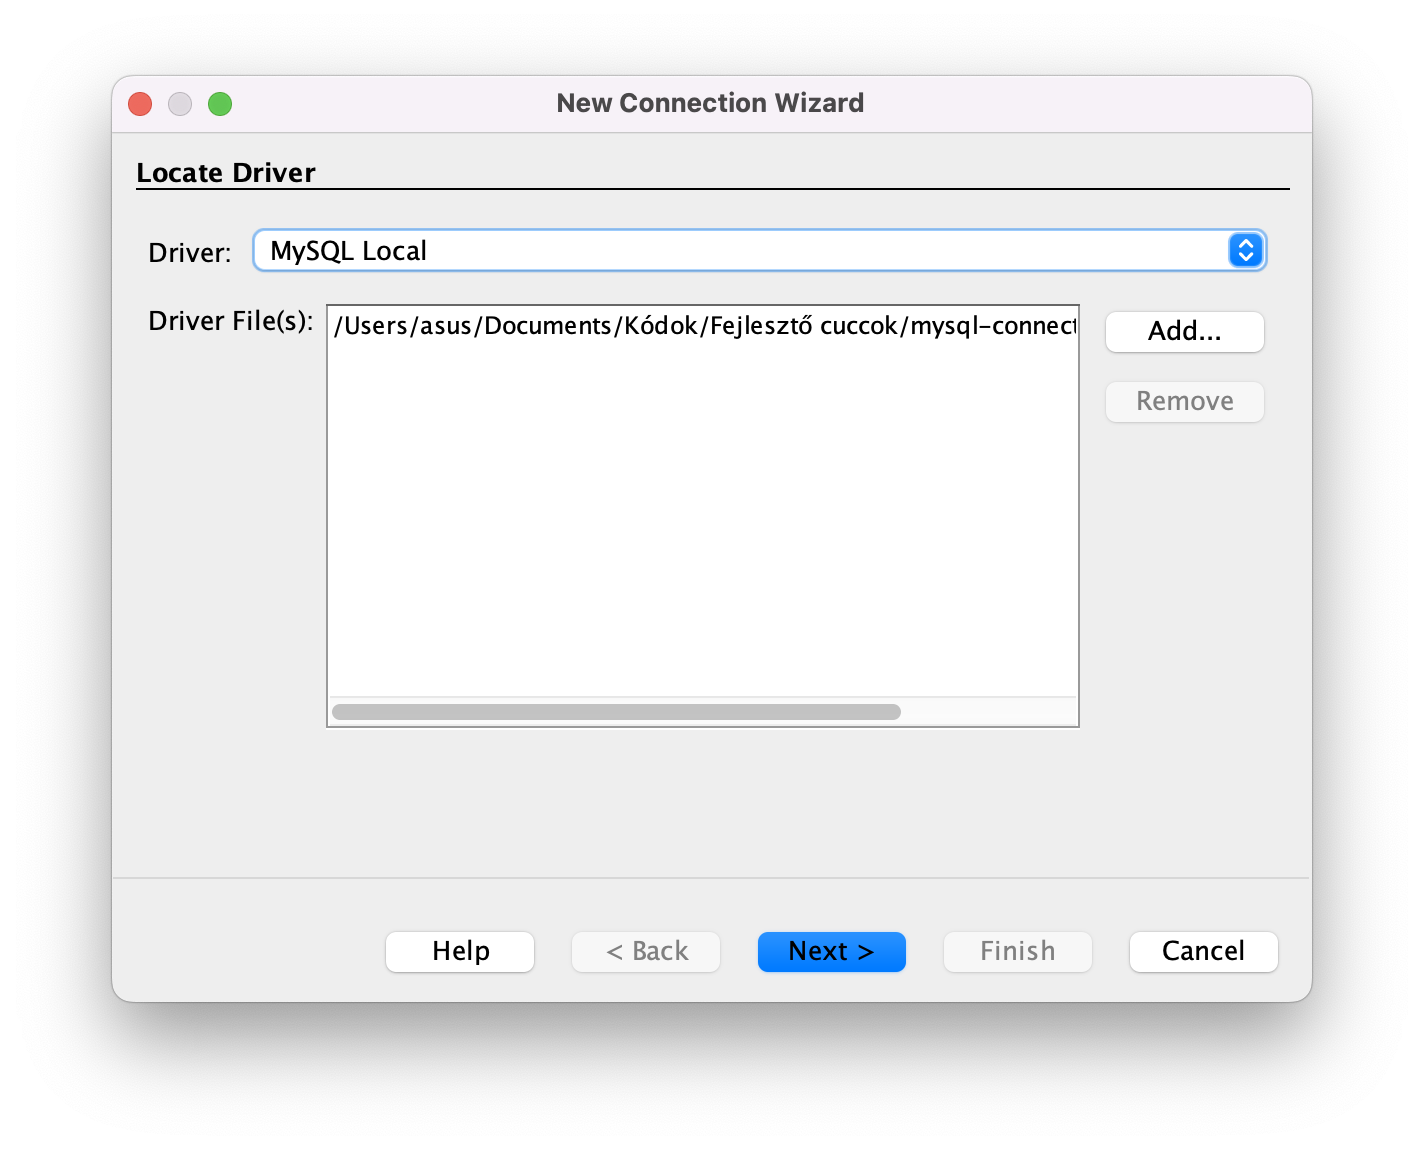 New Connection Wizard
Locate Driver
Driver: MySQL Local
Driver File(s): /Users/asus/Documents/Kódok/Fejlesztő cuccok/mysql-connect
Add...
Remove
Help < Back Next > Finish Cancel